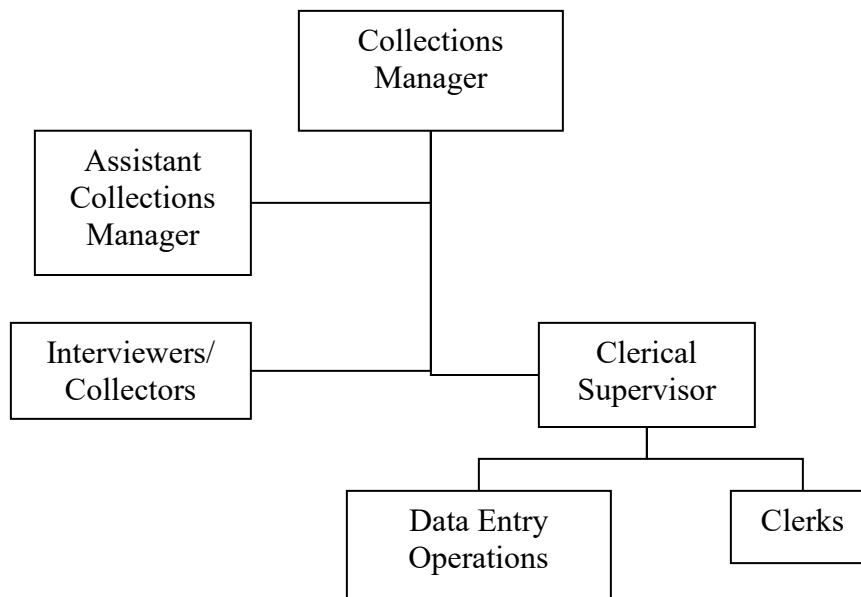 Collections
Manager
Assistant
Collections
Manager
Interviewers/
Collectors
Clerical
Supervisor
Data Entry
Operations
Clerks